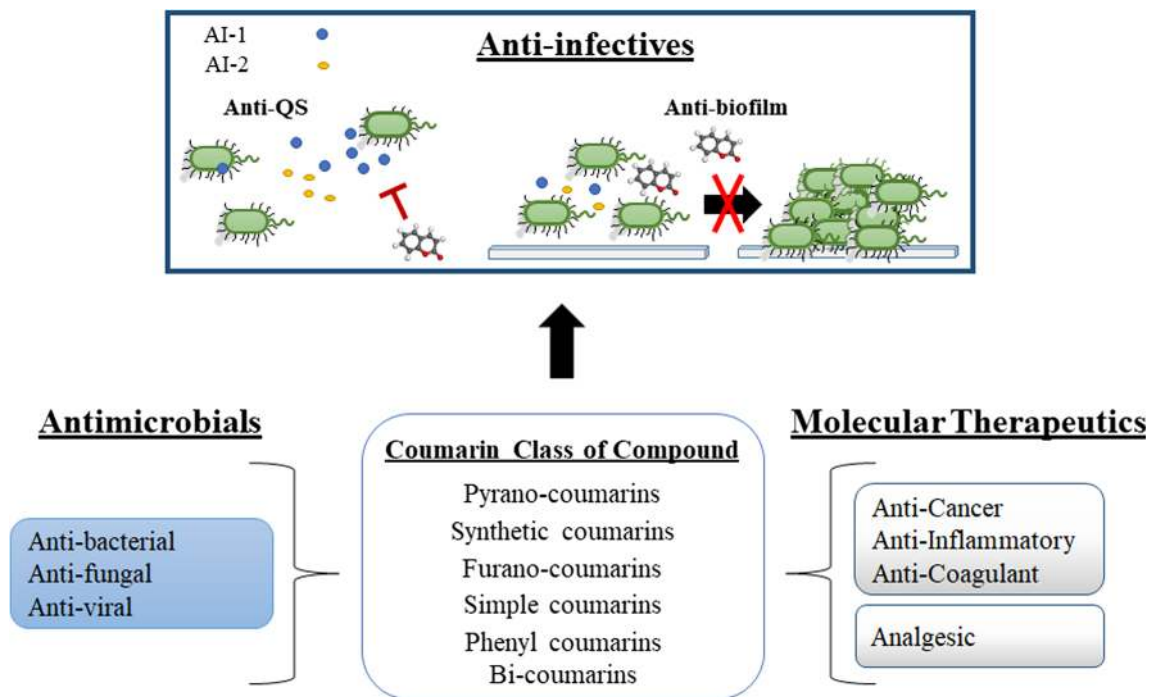 AI-1
AI-2
Anti-infectives
Anti-QS
Anti-biofilm
Antimicrobials
Anti-bacterial
Anti-fungal
Anti-viral
Coumarin Class of Compound
Pyrano-coumarins
Synthetic coumarins
Furano-coumarins
Simple coumarins
Phenyl coumarins
Bi-coumarins
Molecular Therapeutics
Anti-Cancer
Anti-Inflammatory
Anti-Coagulant
Analgesic